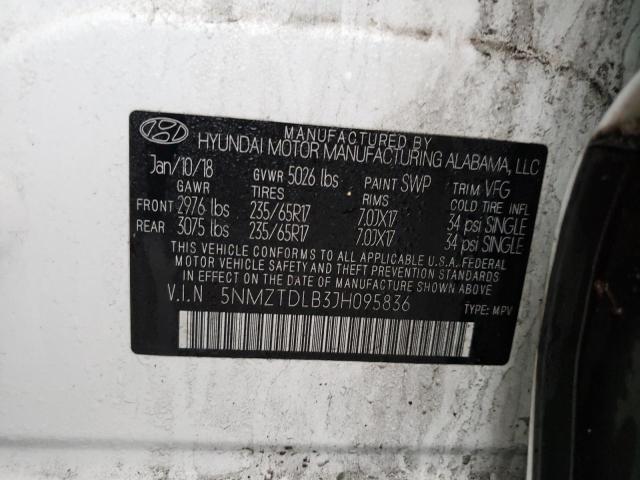 MANUFACTURED BY
HYUNDAI MOTOR MANUFACTURING ALABAMA, LLC
Jan/10/18 GVWR 5026 lbs PAINT SWP TRIM VFG
GAWR TIRES RIMS COLD TIRE INFL
FRONT 2976 lbs 235/65R17 7.0JX17 34 psi SINGLE
REAR 3075 lbs 235/65R17 7.0JX17 34 psi SINGLE
THIS VEHICLE CONFORMS TO ALL APPLICABLE U.S.A. FEDERAL
MOTOR VEHICLE SAFETY AND THEFT PREVENTION STANDARDS
IN EFFECT ON THE DATE OF MANUFACTURE SHOWN ABOVE.
V.I.N 5NMZTDLB3JH095836 TYPE: MPV